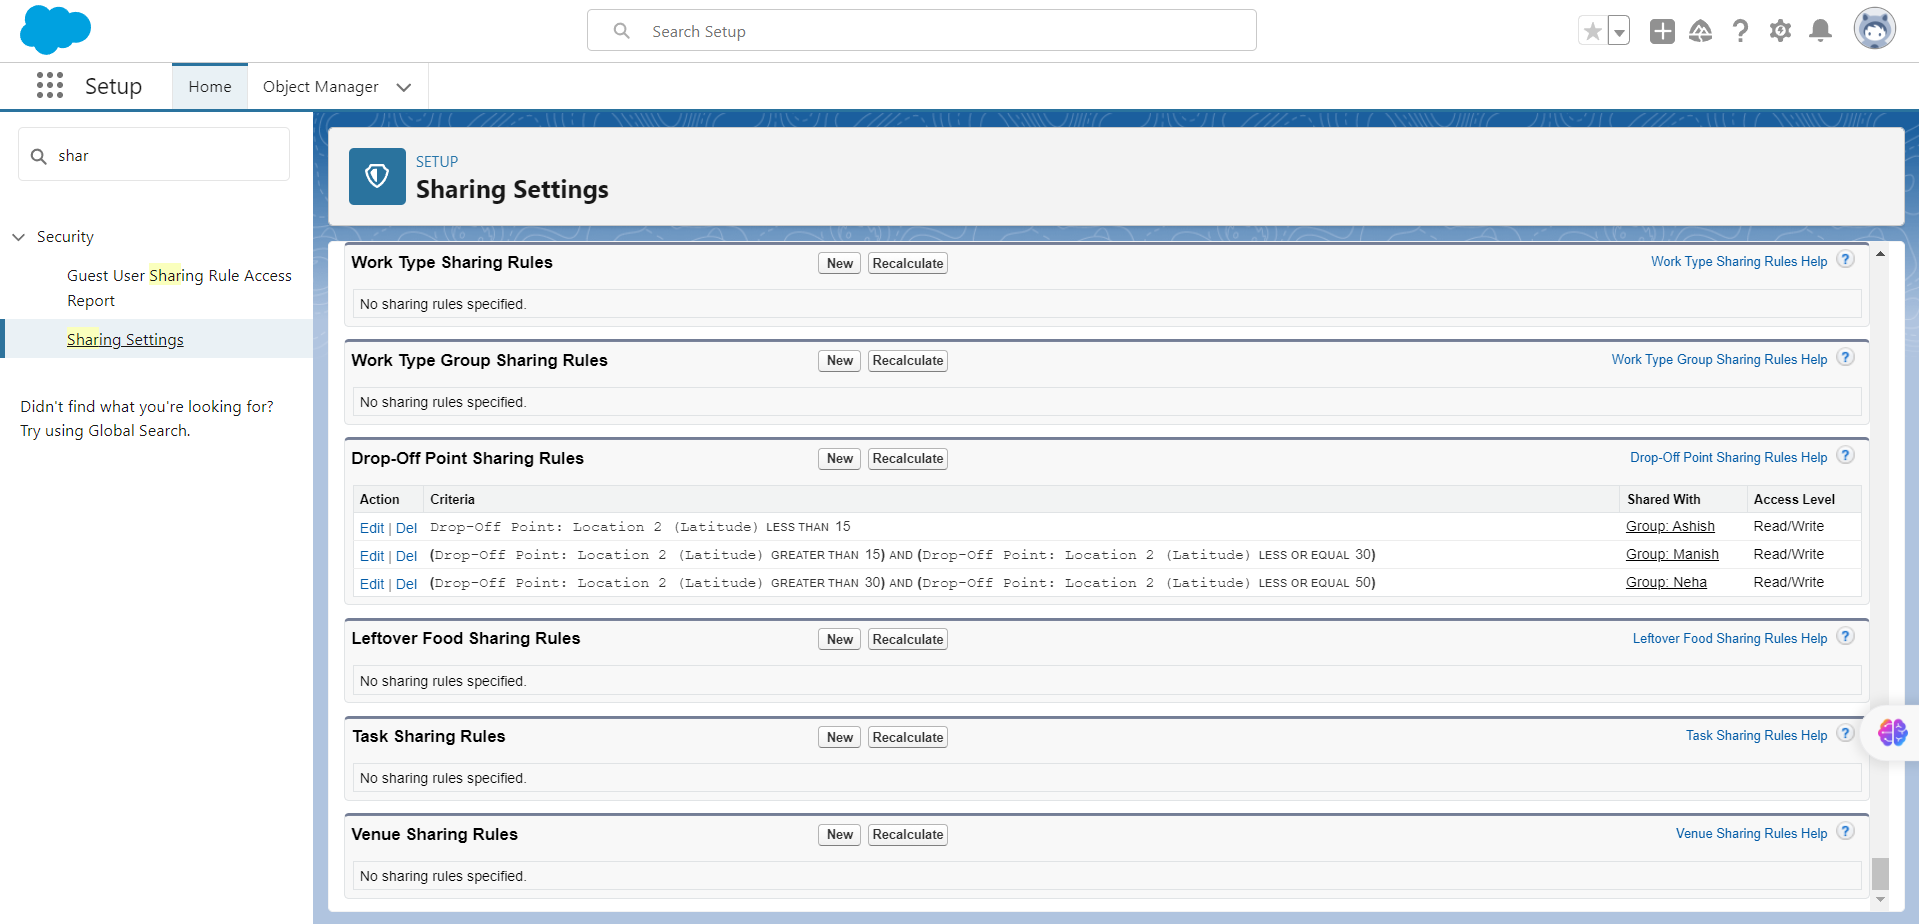 Search Setup
Setup
Home
Object Manager
shar
Security
Guest User Sharing Rule Access
Report
Sharing Settings
Didn't find what you're looking for?
Try using Global Search.
SETUP
Sharing Settings
Work Type Sharing Rules New Recalculate Work Type Sharing Rules Help ?
No sharing rules specified.
Work Type Group Sharing Rules New Recalculate Work Type Group Sharing Rules Help ?
No sharing rules specified.
Drop-Off Point Sharing Rules New Recalculate Drop-Off Point Sharing Rules Help ?
Action Criteria Shared With Access Level
Edit | Del Drop-Off Point: Location 2 (Latitude) LESS THAN 15 Group: Ashish Read/Write
Edit | Del (Drop-Off Point: Location 2 (Latitude) GREATER THAN 15) AND (Drop-Off Point: Location 2 (Latitude) LESS OR EQUAL 30) Group: Manish Read/Write
Edit | Del (Drop-Off Point: Location 2 (Latitude) GREATER THAN 30) AND (Drop-Off Point: Location 2 (Latitude) LESS OR EQUAL 50) Group: Neha Read/Write
Leftover Food Sharing Rules New Recalculate Leftover Food Sharing Rules Help ?
No sharing rules specified.
Task Sharing Rules New Recalculate Task Sharing Rules Help ?
No sharing rules specified.
Venue Sharing Rules New Recalculate Venue Sharing Rules Help ?
No sharing rules specified.